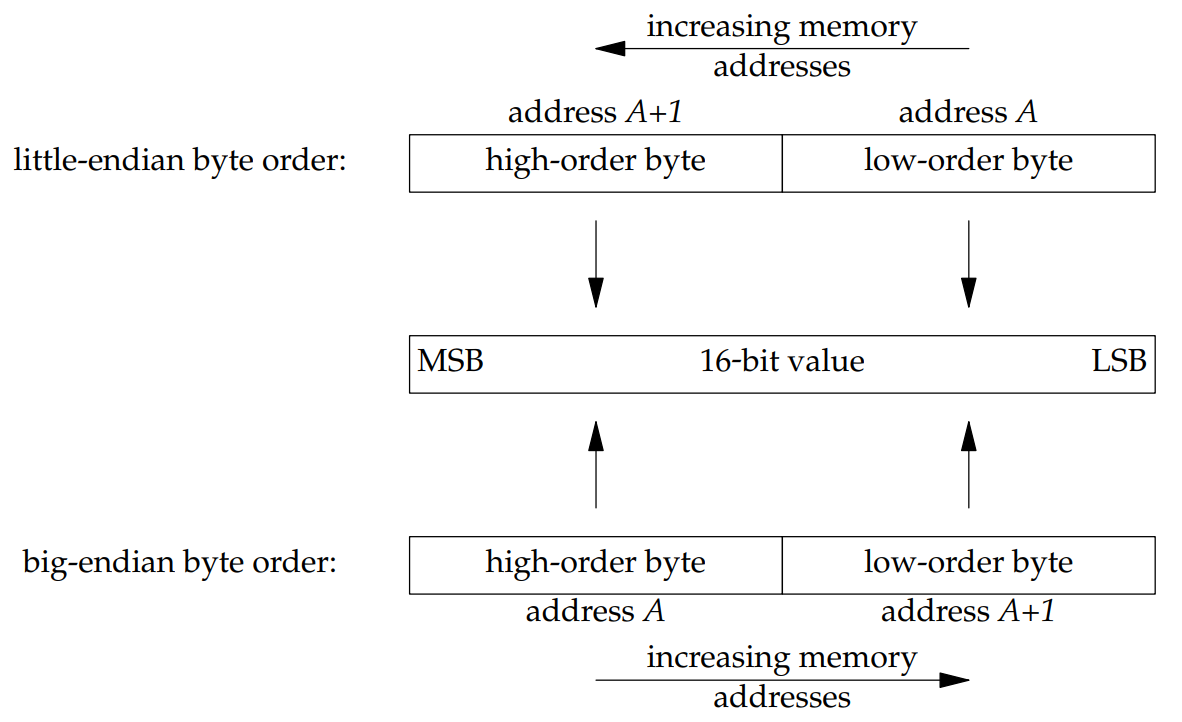 increasing memory
addresses
address A+1 address A
little-endian byte order: high-order byte low-order byte
MSB 16-bit value LSB
big-endian byte order: high-order byte low-order byte
address A address A+1
increasing memory
addresses